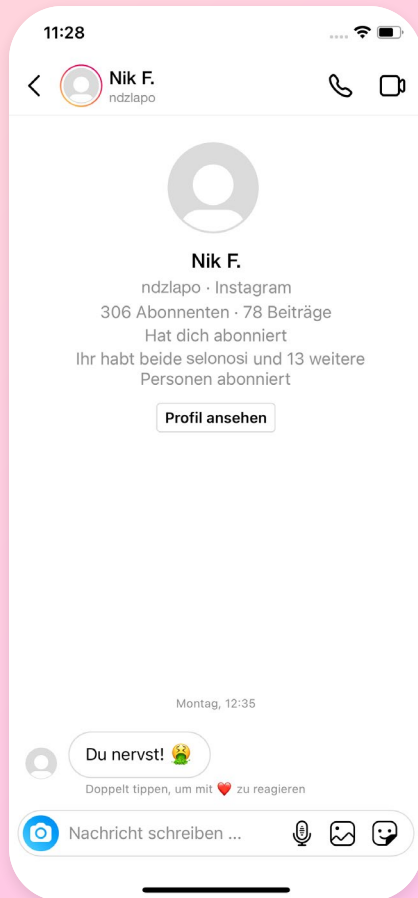 11:28
Nik F.
ndzlapo
Nik F.
ndzlapo · Instagram
306 Abonnenten · 78 Beiträge
Hat dich abonniert
Ihr habt beide selonosi und 13 weitere
Personen abonniert
Profil ansehen
Montag, 12:35
Du nervst! 🤮
Doppelt tippen, um mit ❤️ zu reagieren
Nachricht schreiben ...